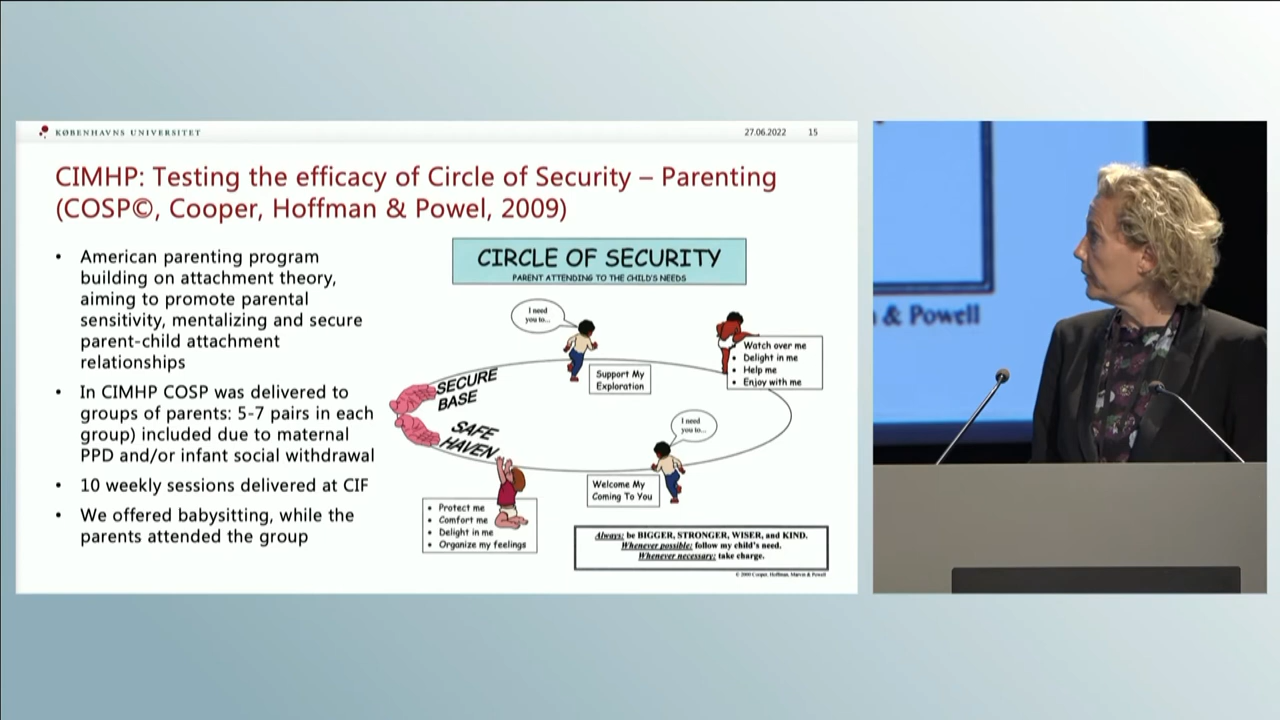 KØBENHAVNS UNIVERSITET
27.06.2022 15
CIMHP: Testing the efficacy of Circle of Security – Parenting
(COSP©, Cooper, Hoffman & Powel, 2009)
• American parenting program
building on attachment theory,
aiming to promote parental
sensitivity, mentalizing and secure
parent-child attachment
relationships
• In CIMHP COSP was delivered to
groups of parents: 5-7 pairs in each
group) included due to maternal
PPD and/or infant social withdrawal
• 10 weekly sessions delivered at CIF
• We offered babysitting, while the
parents attended the group
CIRCLE OF SECURITY
PARENT ATTENDING TO THE CHILD'S NEEDS
I need
you to...
Support My
Exploration
• Watch over me
• Delight in me
• Help me
• Enjoy with me
SECURE
BASE
SAFE
HAVEN
I need
you to...
Welcome My
Coming To You
• Protect me
• Comfort me
• Delight in me
• Organize my feelings
Always: be BIGGER, STRONGER, WISER, and KIND.
Whenever possible: follow my child's need.
Whenever necessary: take charge.
© 2000 Cooper, Hoffman, Marvin & Powell
& Powell